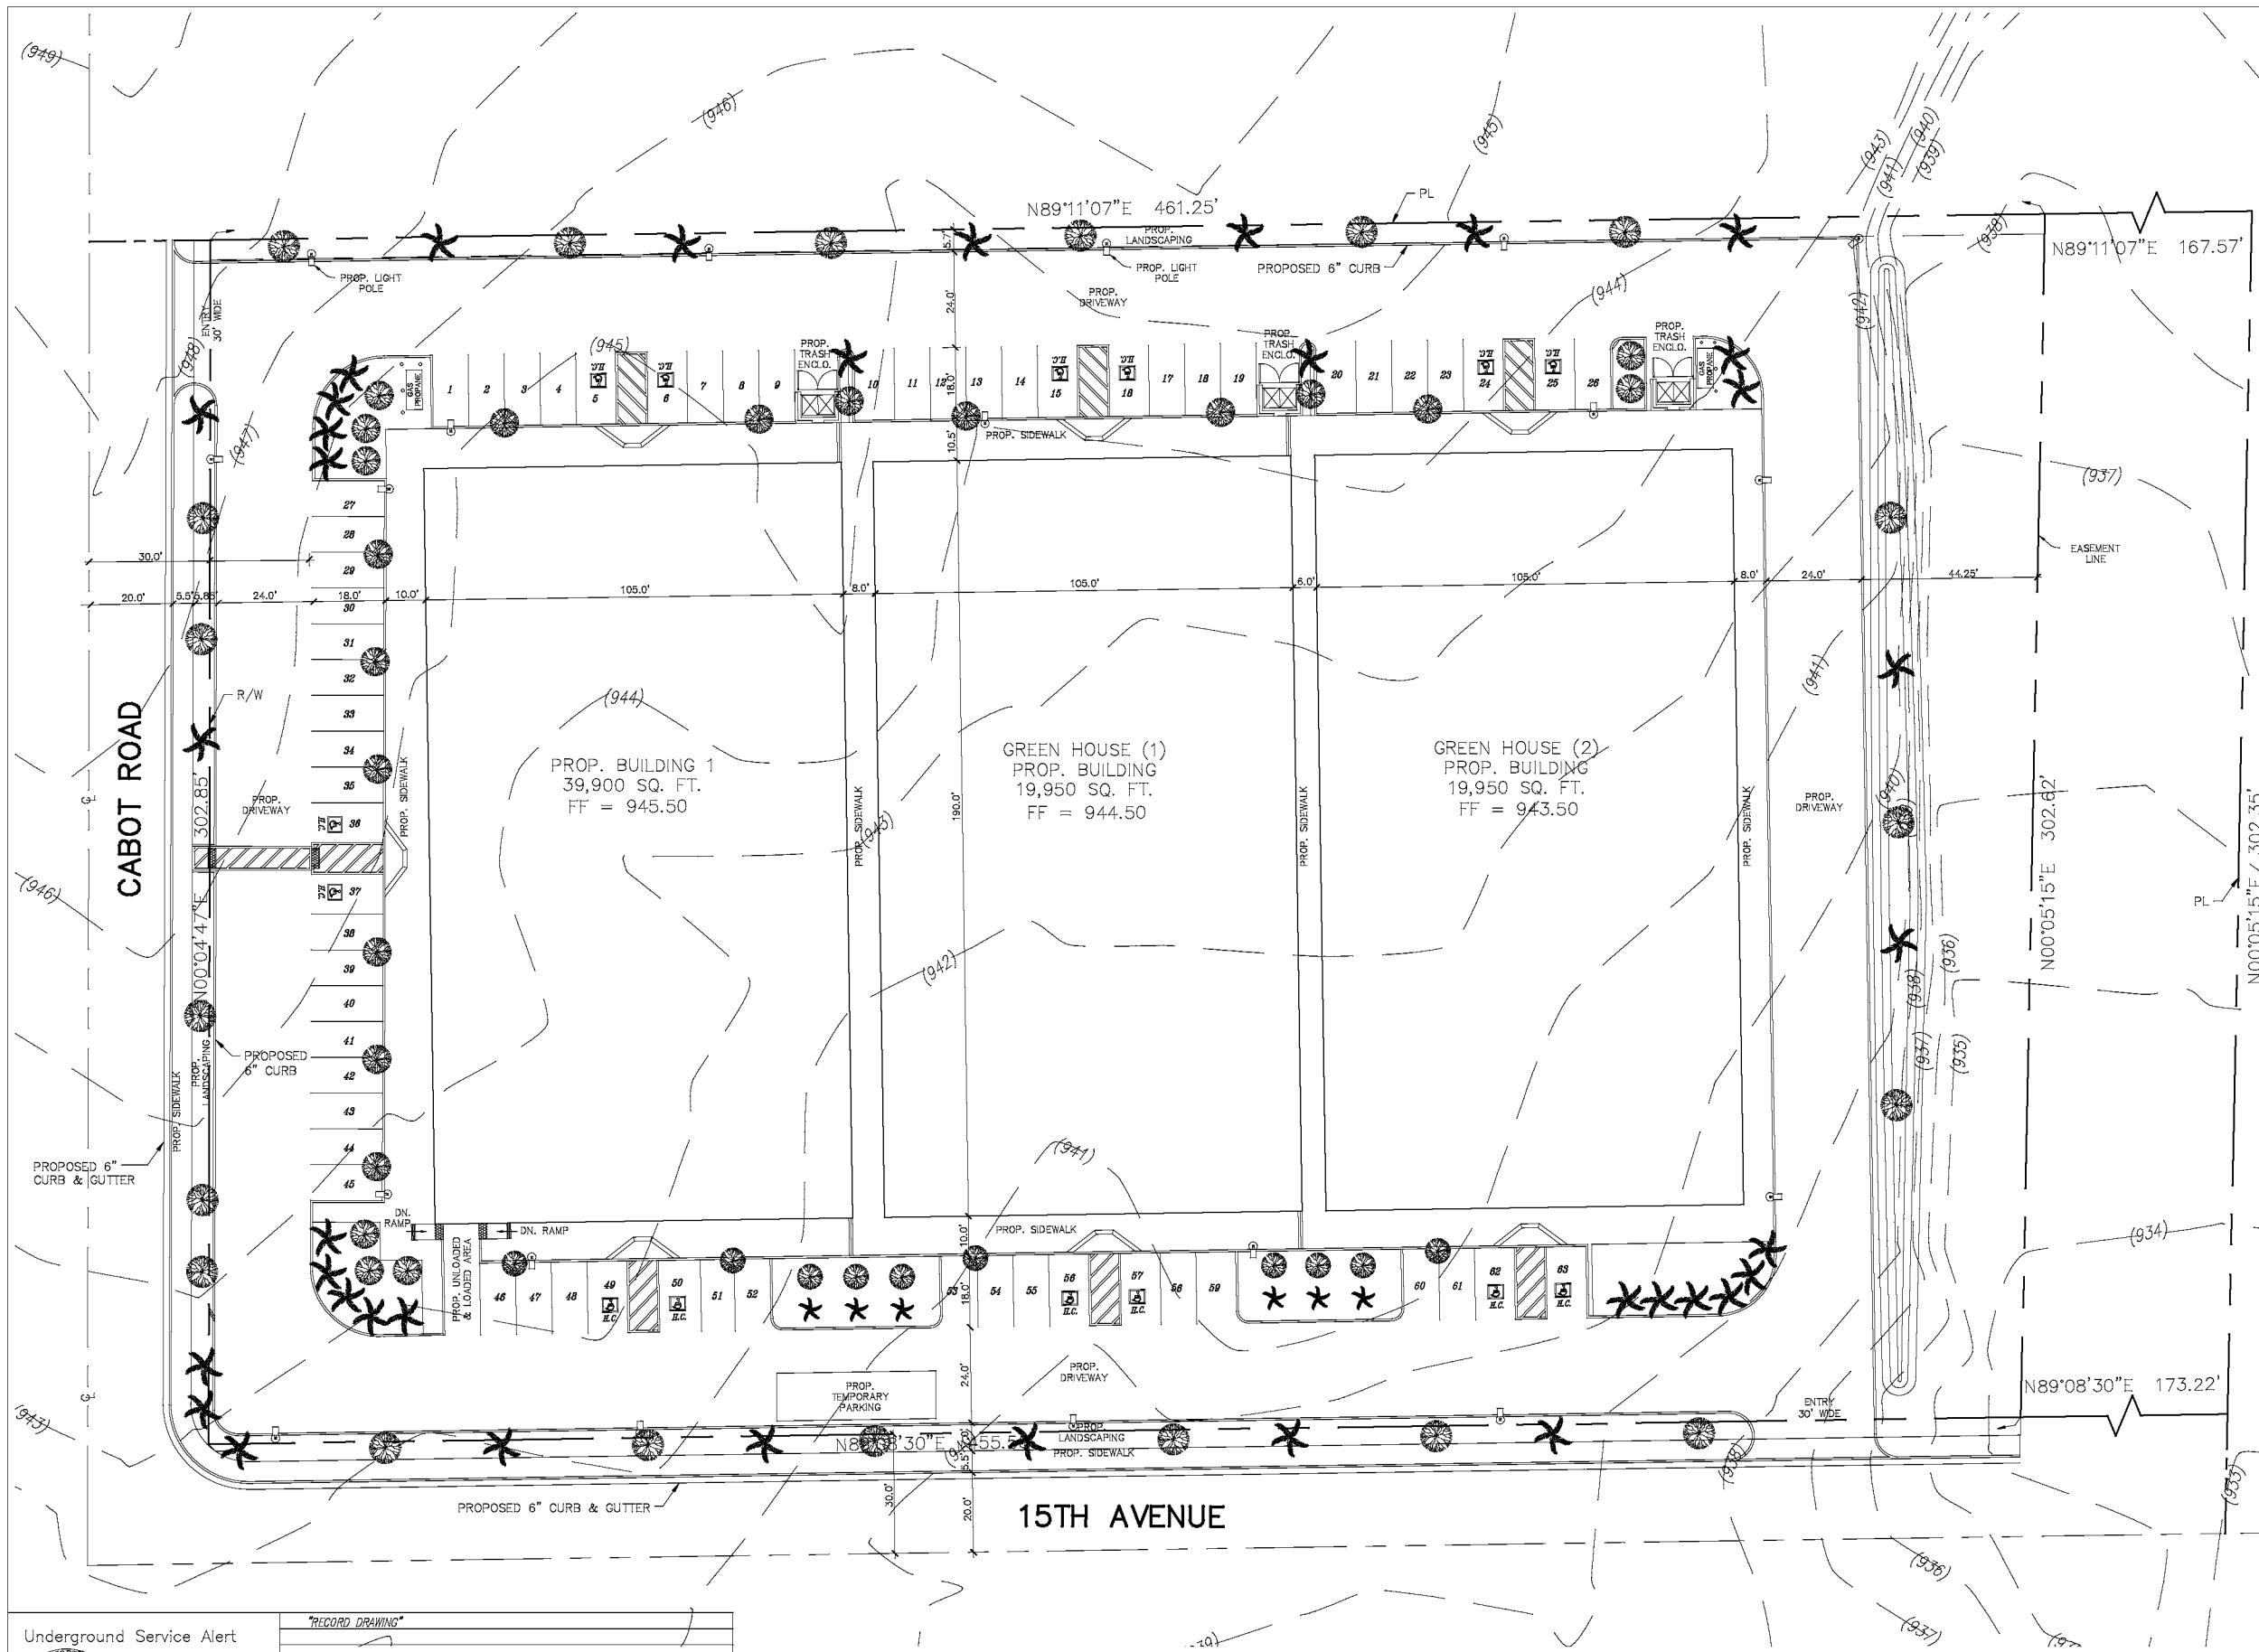 (949)
(946)
(945)
(943)
(940)
(941)
(939)
(938)
PL
N89°11'07"E 461.25'
N89°11'07"E 167.57'
PROP.
LANDSCAPING
5.7'
PROP. LIGHT
POLE
PROP. LIGHT
POLE
PROPOSED 6" CURB
ENTRY
30' WIDE
PROP.
DRIVEWAY
24.0'
(944)
(942)
(948)
(945)
(947)
PROP.
TRASH
ENCLO.
PROP.
TRASH
ENCLO.
PROP.
TRASH
ENCLO.
GAS
PROPANE
GAS
PROPANE
H.C.
H.C.
H.C.
H.C.
H.C.
H.C.
1 2 3 4 5 6 7 8 9 10 11 12 13 14 15 16 17 18 19 20 21 22 23 24 25 26
18.0'
10.5'
PROP. SIDEWALK
(937)
27
28
29
30
31
32
33
34
35
36
H.C.
37
H.C.
38
39
40
41
42
43
44
45
30.0'
20.0' 5.5' 5.85' 24.0' 18.0' 10.0' 105.0' 8.0' 105.0' 6.0' 105.0' 8.0' 24.0' 44.25'
EASEMENT
LINE
R/W
CABOT ROAD
N00°04'47"E 302.85'
PROP.
DRIVEWAY
PROP. SIDEWALK
(944)
PROP. BUILDING 1
39,900 SQ. FT.
FF = 945.50
GREEN HOUSE (1)
PROP. BUILDING
19,950 SQ. FT.
FF = 944.50
GREEN HOUSE (2)
PROP. BUILDING
19,950 SQ. FT.
FF = 943.50
190.0'
PROP. SIDEWALK
PROP. SIDEWALK
PROP. SIDEWALK
PROP.
DRIVEWAY
(941)
(940)
(943)
(942)
(946)
N00°05'15"E 302.62'
N00°05'15"E 302.35'
PL
(938)
(936)
(937)
(935)
PROPOSED
6" CURB
PROP.
LANDSCAPING
PROP. SIDEWALK
PROPOSED 6"
CURB & GUTTER
(941)
(934)
DN.
RAMP
DN. RAMP
PROP. UNLOADED
& LOADED AREA
PROP. SIDEWALK
10.0'
18.0'
46 47 48 49 50 51 52 53 54 55 56 57 58 59 60 61 62 63
H.C. H.C. H.C. H.C. H.C. H.C.
24.0'
PROP.
TEMPORARY
PARKING
PROP.
DRIVEWAY
ENTRY
30' WIDE
N89°08'30"E 173.22'
(943)
PROP.
LANDSCAPING
PROP. SIDEWALK
5.5'
30.0'
20.0'
(938)
(933)
PROPOSED 6" CURB & GUTTER
15TH AVENUE
(936)
(937)
"RECORD DRAWING"
Underground Service Alert